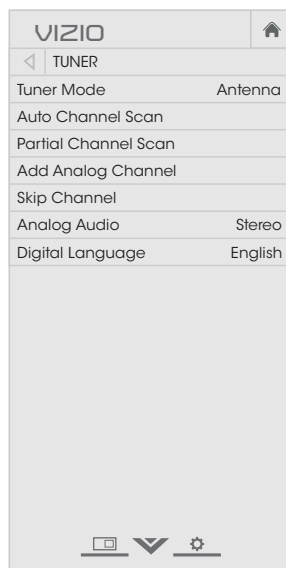 VIZIO
TUNER
Tuner Mode Antenna
Auto Channel Scan
Partial Channel Scan
Add Analog Channel
Skip Channel
Analog Audio Stereo
Digital Language English